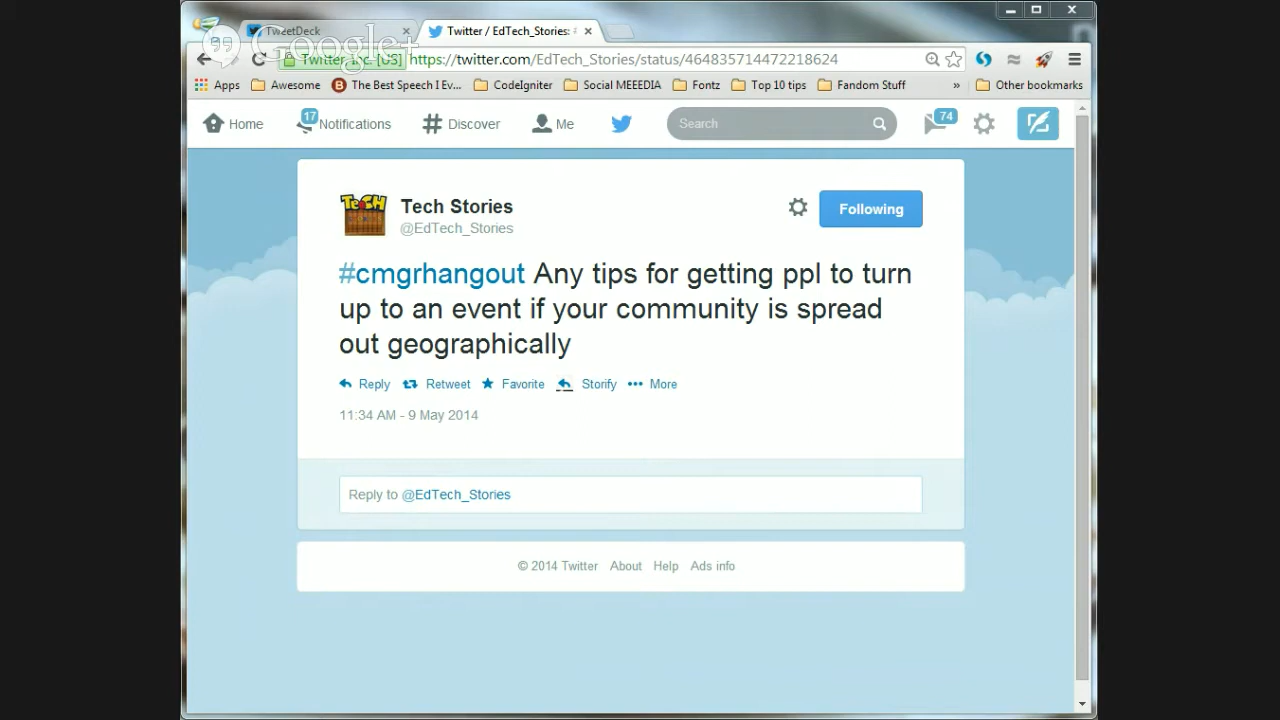 TweetDeck
Twitter / EdTech_Stories: #
Google+
Twitter, Inc. [US] https://twitter.com/EdTech_Stories/status/464835714472218624
Apps Awesome The Best Speech I Ev... CodeIgniter Social MEEEDIA Fontz Top 10 tips Fandom Stuff » Other bookmarks
Home 17 Notifications Discover Me Search 74
TeCH
Tech Stories
@EdTech_Stories
Following
#cmgrhangout Any tips for getting ppl to turn
up to an event if your community is spread
out geographically
Reply Retweet Favorite Storify More
11:34 AM - 9 May 2014
Reply to @EdTech_Stories
© 2014 Twitter About Help Ads info